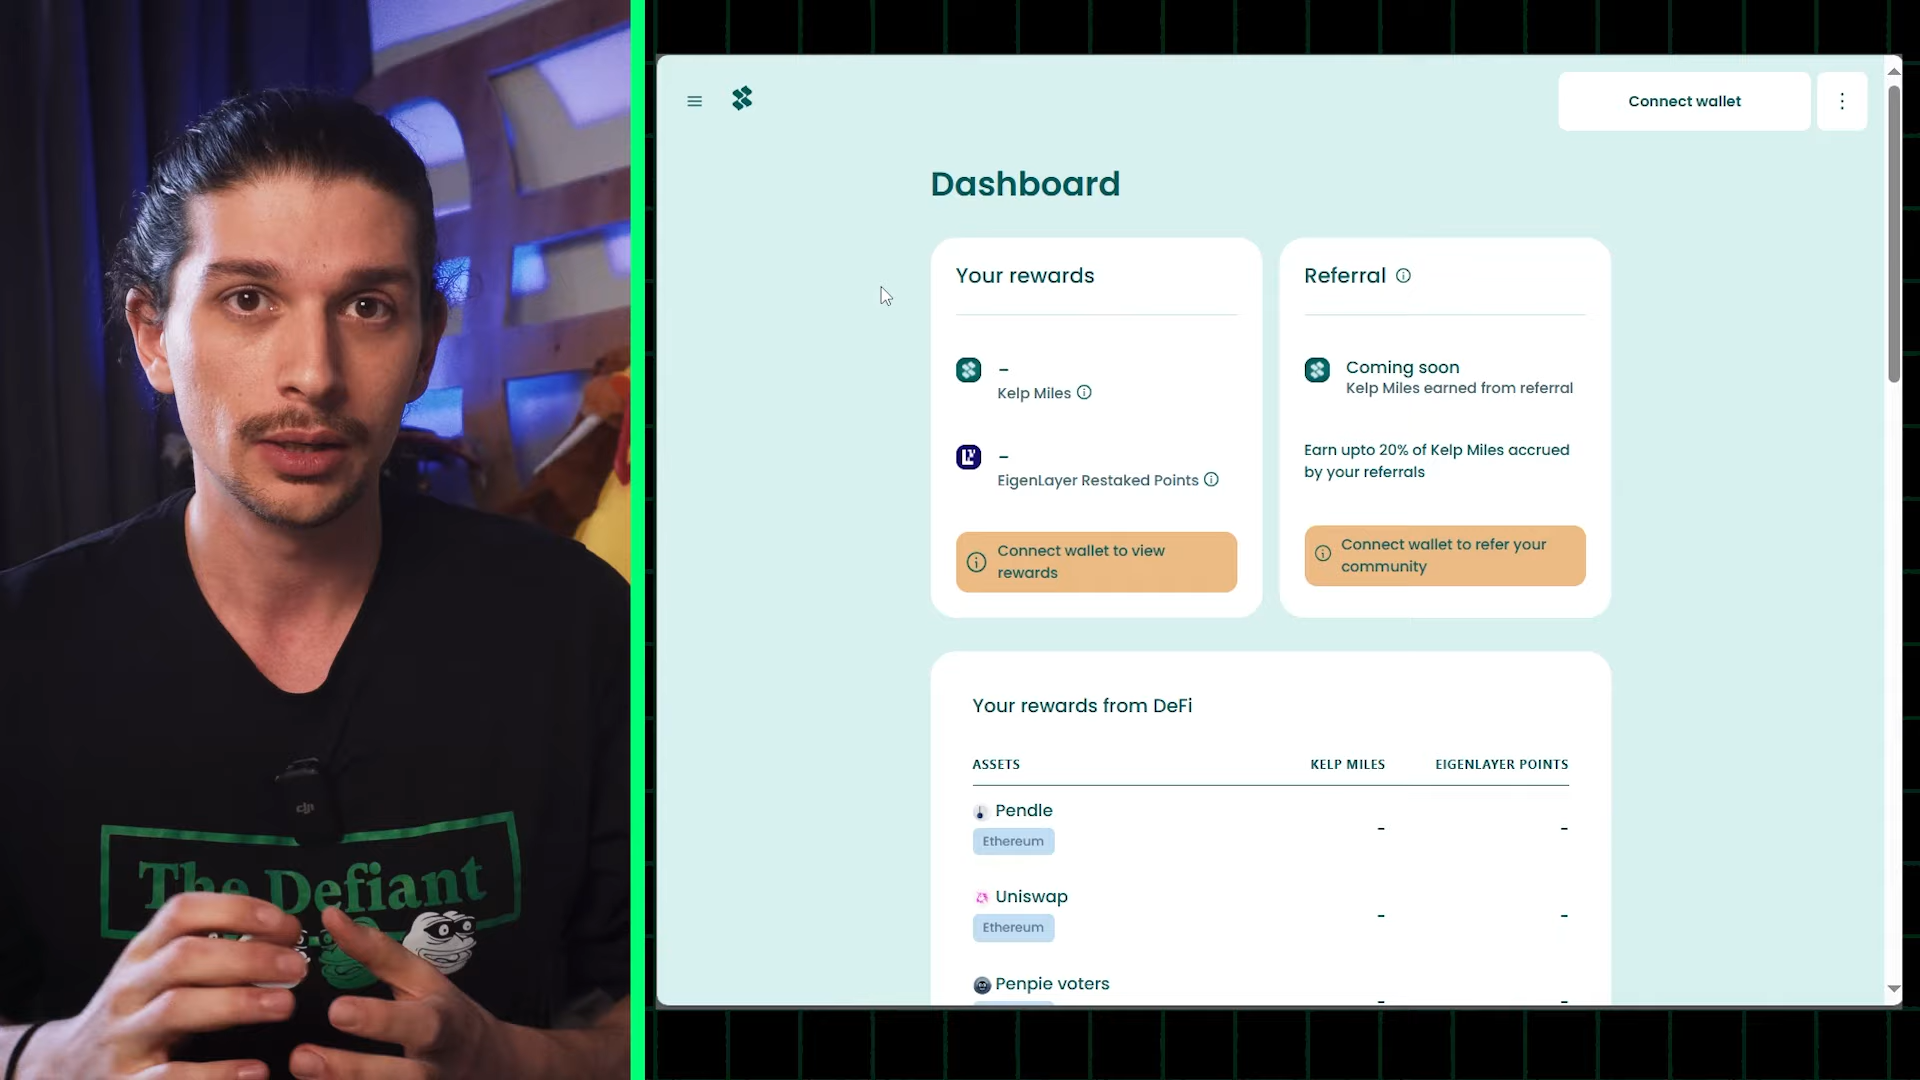 The Defiant
dji
Connect wallet
Dashboard
Your rewards
–
Kelp Miles
–
EigenLayer Restaked Points
Connect wallet to view
rewards
Referral
Coming soon
Kelp Miles earned from referral
Earn upto 20% of Kelp Miles accrued
by your referrals
Connect wallet to refer your
community
Your rewards from DeFi
ASSETS KELP MILES EIGENLAYER POINTS
Pendle
Ethereum
- -
Uniswap
Ethereum
- -
Penpie voters
- -